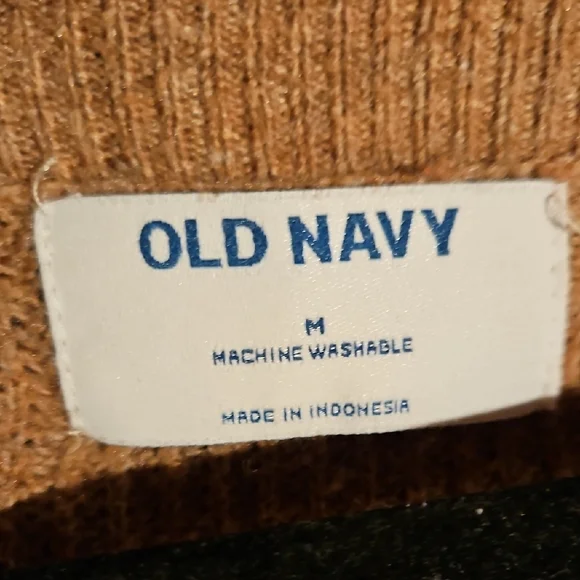 OLD NAVY
M
MACHINE WASHABLE
MADE IN INDONESIA